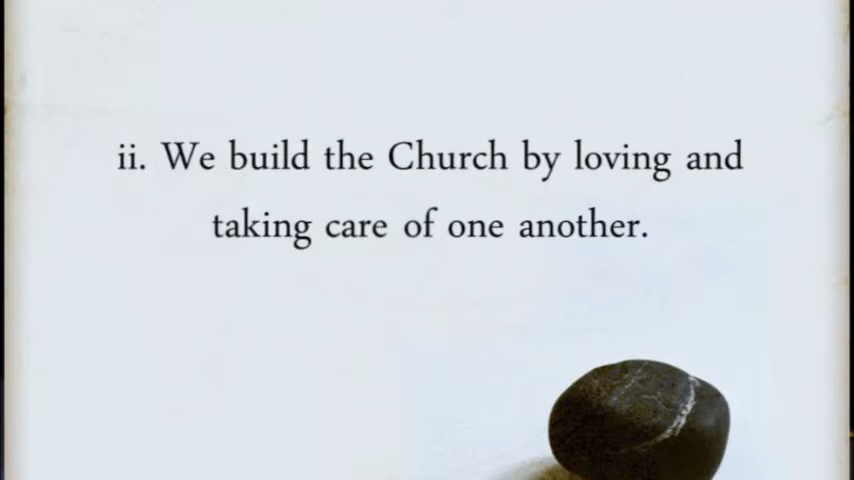 ii. We build the Church by loving and
taking care of one another.